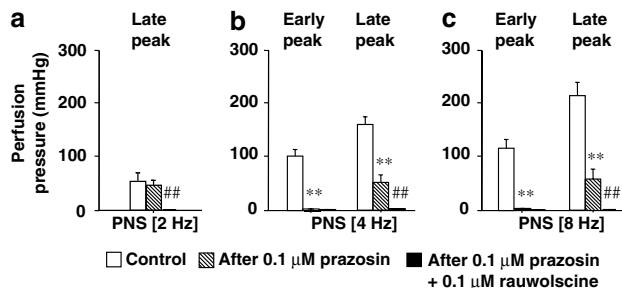 a
Late
peak
b
Early
peak
Late
peak
c
Early
peak
Late
peak
Perfusion
pressure (mmHg)
300
200
100
0
##
PNS [2 Hz]
300
200
100
0
**
**
##
PNS [4 Hz]
300
200
100
0
**
**
##
PNS [8 Hz]
Control
After 0.1 μM prazosin
After 0.1 μM prazosin
+ 0.1 μM rauwolscine